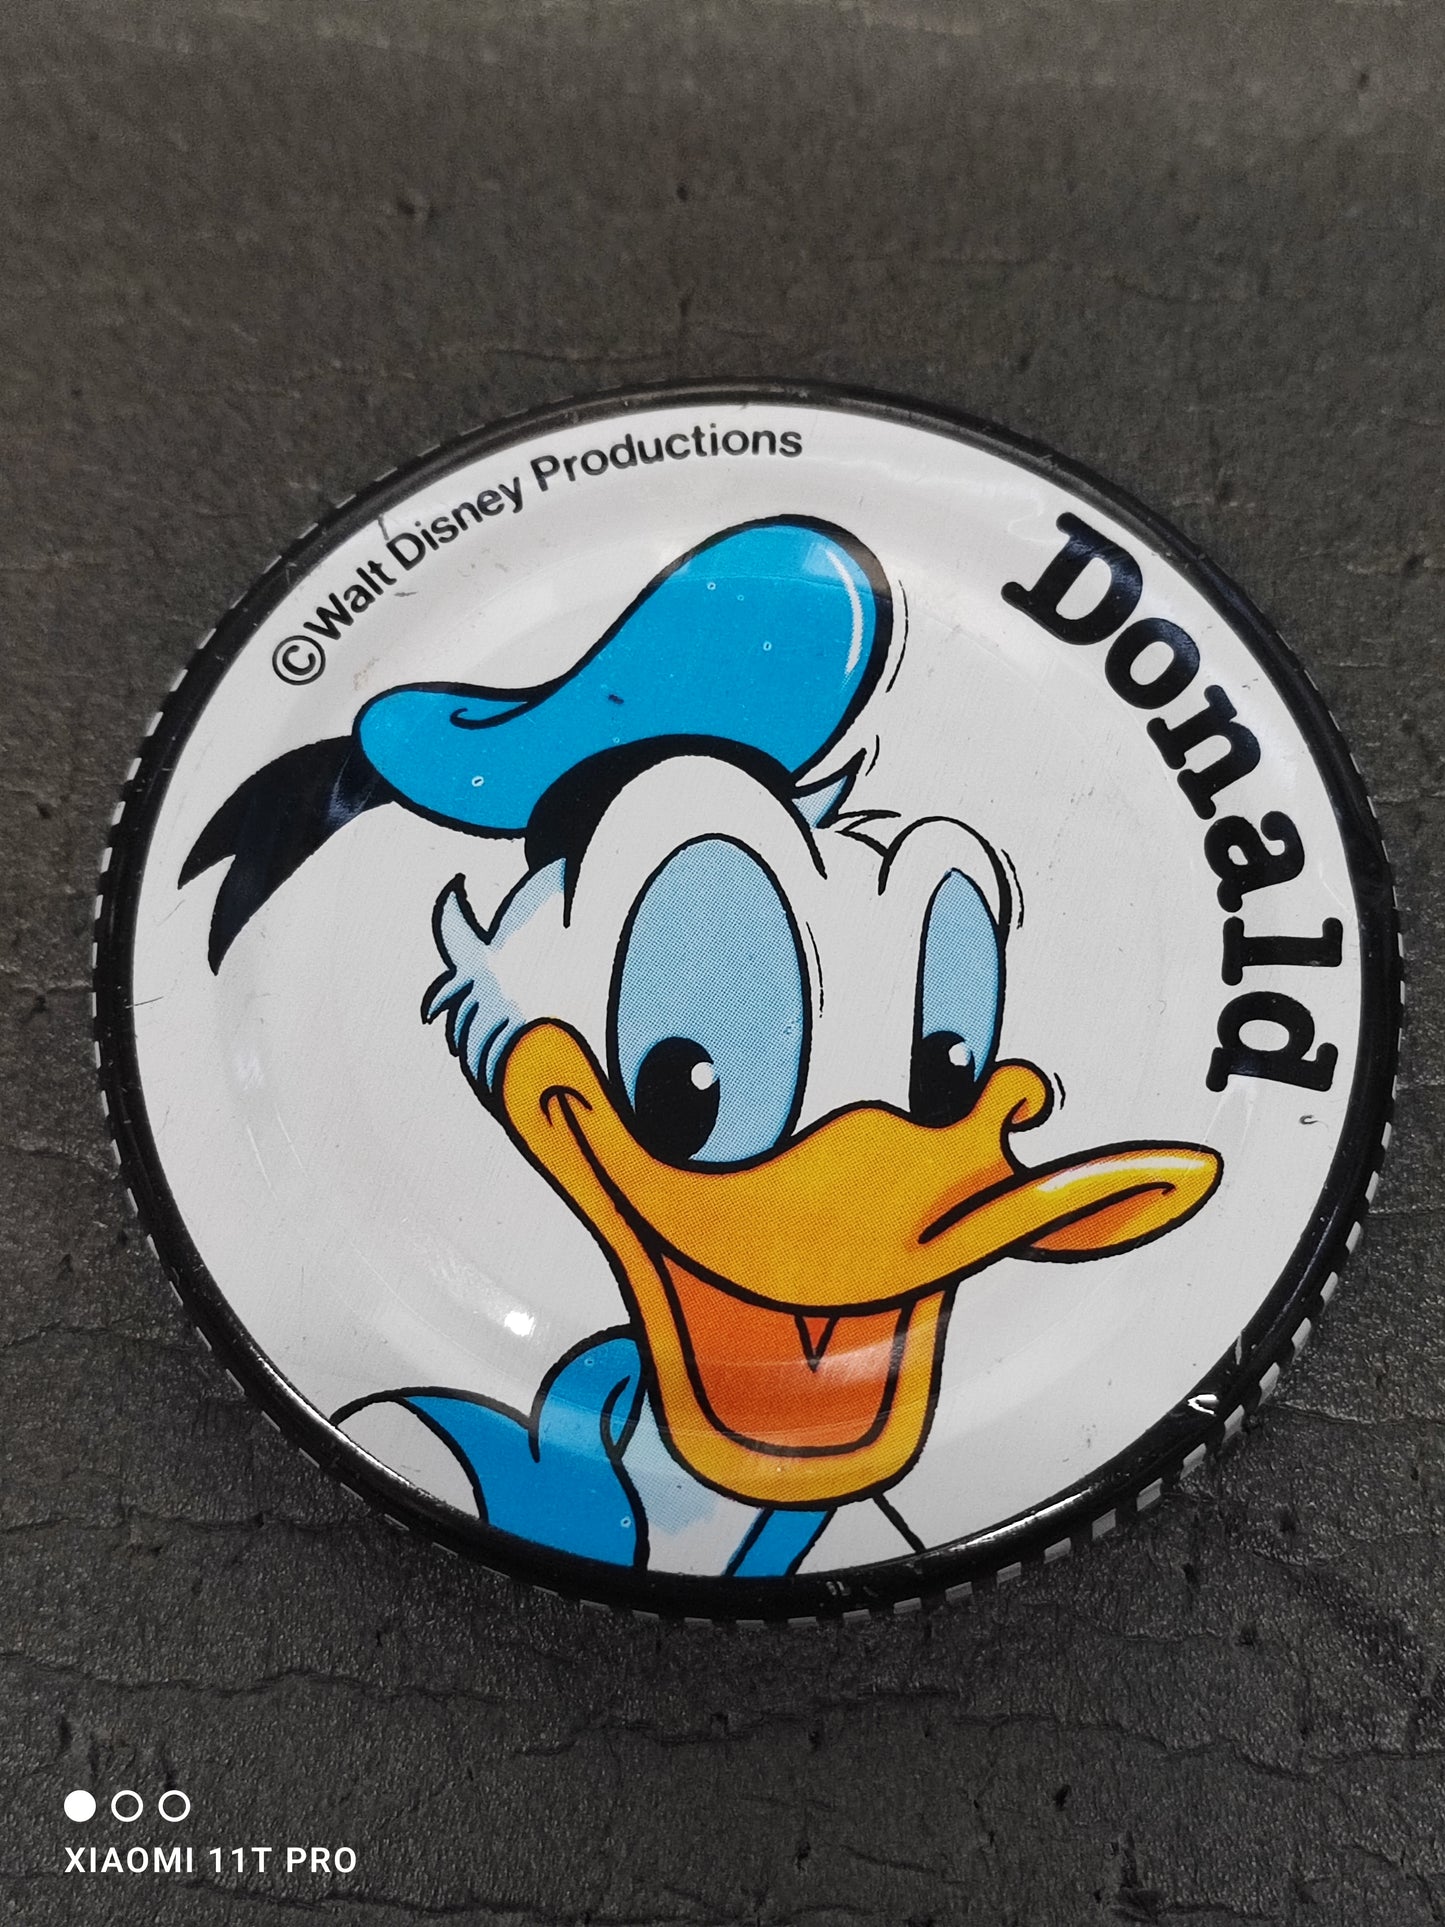 ©Walt Disney Productions
Donald
XIAOMI 11T PRO